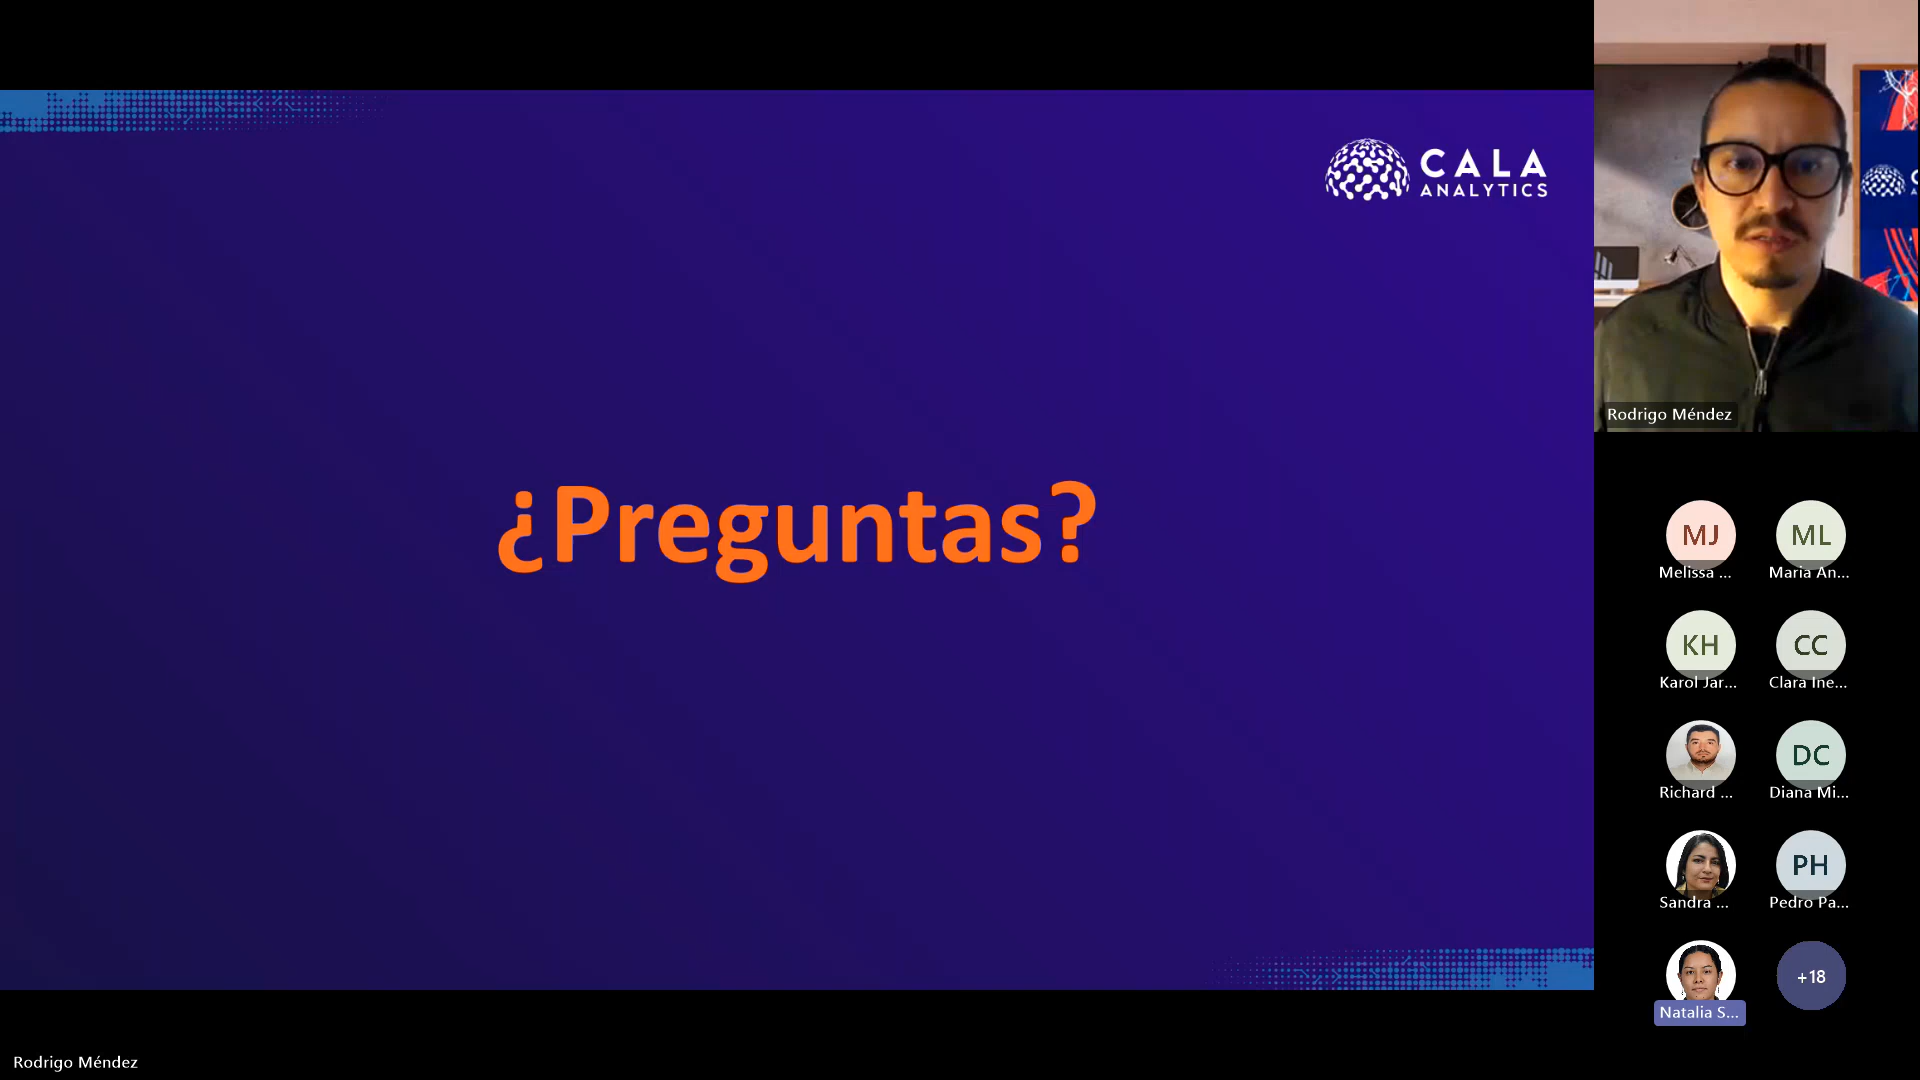 CALA
ANALYTICS
¿Preguntas?
Rodrigo Méndez
MJ
Melissa ...
ML
Maria An...
KH
Karol Jar...
CC
Clara Ine...
Richard ...
DC
Diana Mi...
Sandra ...
PH
Pedro Pa...
Natalia S...
+18
Rodrigo Méndez